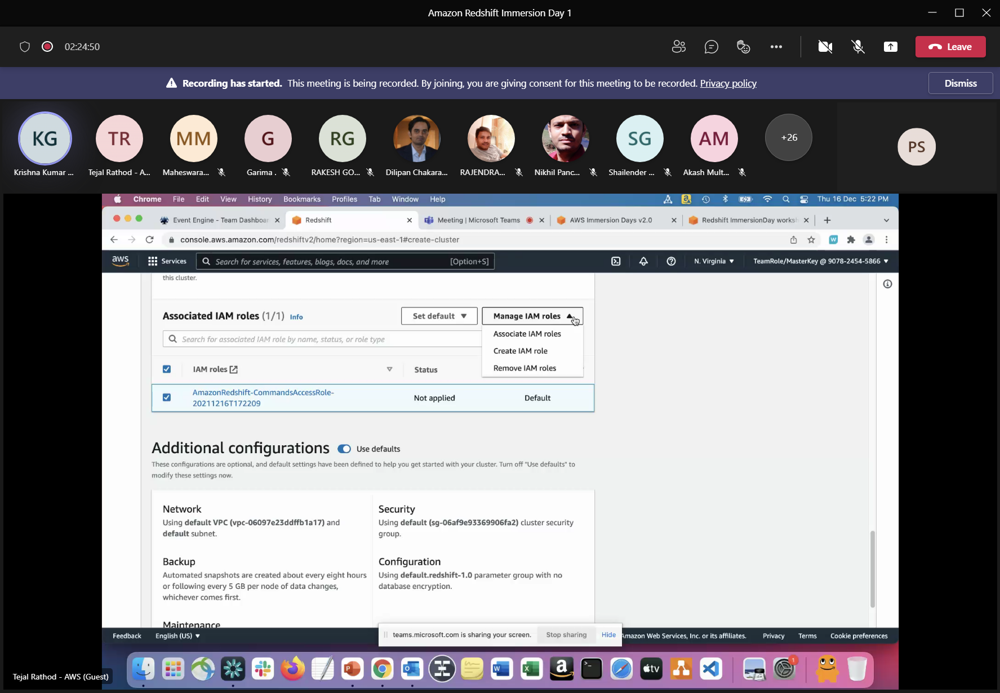 Amazon Redshift Immersion Day 1
02:24:50
Leave
Recording has started. This meeting is being recorded. By joining, you are giving consent for this meeting to be recorded. Privacy policy
Dismiss
KG
TR
MM
G
RG
SG
AM
+26
PS
Krishna Kumar ...
Tejal Rathod - A...
Maheswara...
Garima .
RAKESH GO...
Dilipan Chakara...
RAJENDRA...
Nikhil Panc...
Shailender ...
Akash Mult...
Chrome File Edit View History Bookmarks Profiles Tab Window Help
Thu 16 Dec 5:22 PM
Event Engine - Team Dashboar
Redshift
Meeting | Microsoft Teams
AWS Immersion Days v2.0
Redshift ImmersionDay worksh
console.aws.amazon.com/redshiftv2/home?region=us-east-1#create-cluster
aws
Services
Search for services, features, blogs, docs, and more
[Option+S]
N. Virginia
TeamRole/MasterKey @ 9078-2454-5866
this cluster.
Associated IAM roles (1/1) Info
Set default
Manage IAM roles
Search for associated IAM role by name, status, or role type
Associate IAM roles
Create IAM role
Remove IAM roles
IAM roles
Status
AmazonRedshift-CommandsAccessRole-
20211216T172209
Not applied
Default
Additional configurations
Use defaults
These configurations are optional, and default settings have been defined to help you get started with your cluster. Turn off "Use defaults" to
modify these settings now.
Network
Using default VPC (vpc-06097e23ddffb1a17) and
default subnet.
Security
Using default (sg-06af9e93369906fa2) cluster security
group.
Backup
Automated snapshots are created about every eight hours
or following every 5 GB per node of data changes,
whichever comes first.
Configuration
Using default.redshift-1.0 parameter group with no
database encryption.
Maintenance
Feedback
English (US)
teams.microsoft.com is sharing your screen.
Stop sharing
Hide
Amazon Web Services, Inc. or its affiliates.
Privacy
Terms
Cookie preferences
Tejal Rathod - AWS (Guest)
P
W
X
a
tv
1